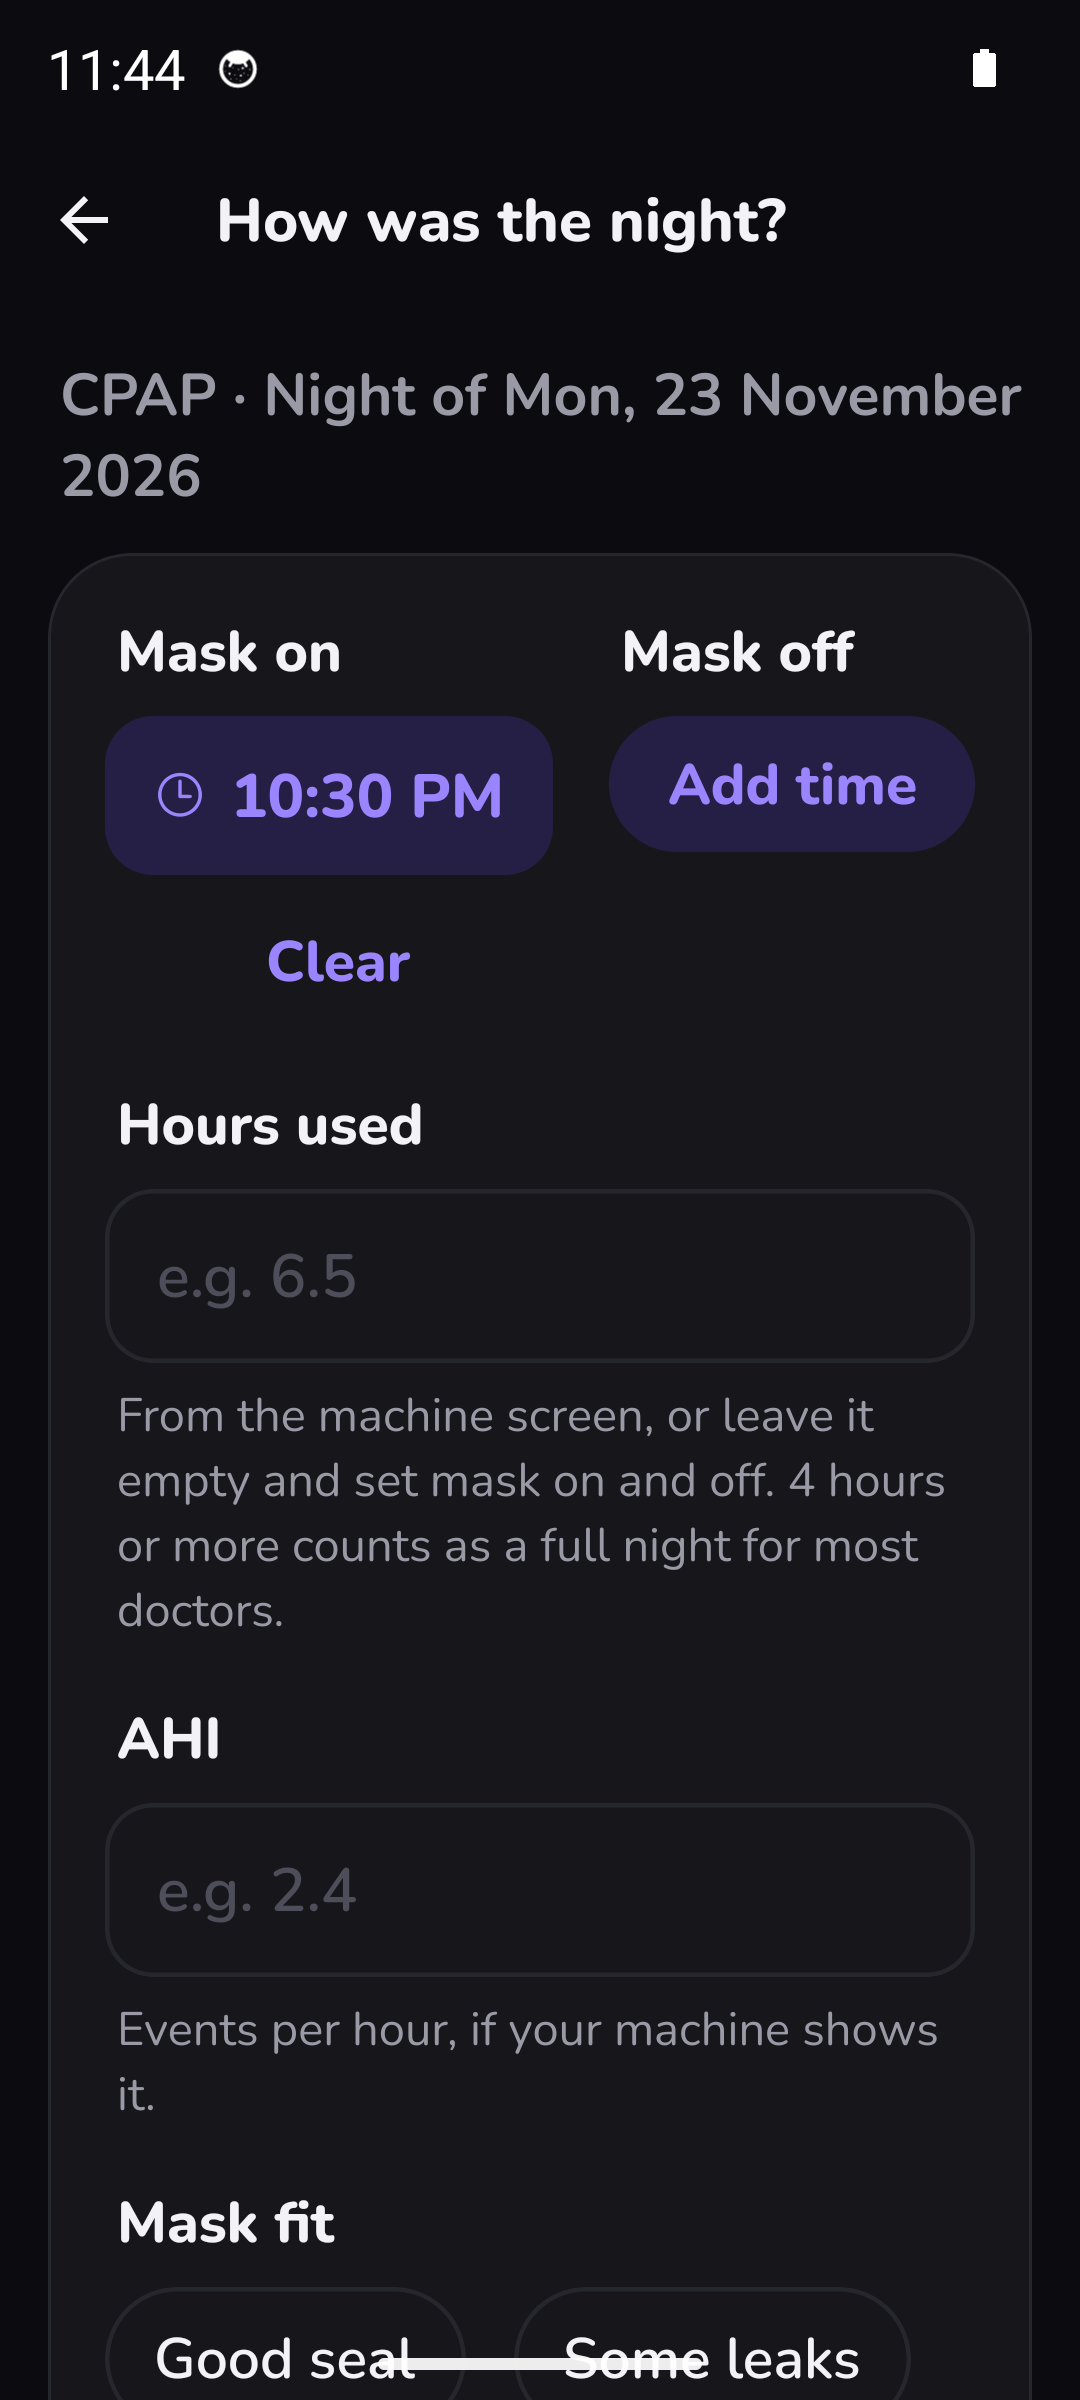 11:44
How was the night?
CPAP · Night of Mon, 23 November
2026
Mask on
Mask off
10:30 PM
Add time
Clear
Hours used
e.g. 6.5
From the machine screen, or leave it
empty and set mask on and off. 4 hours
or more counts as a full night for most
doctors.
AHI
e.g. 2.4
Events per hour, if your machine shows
it.
Mask fit
Good seal
Some leaks